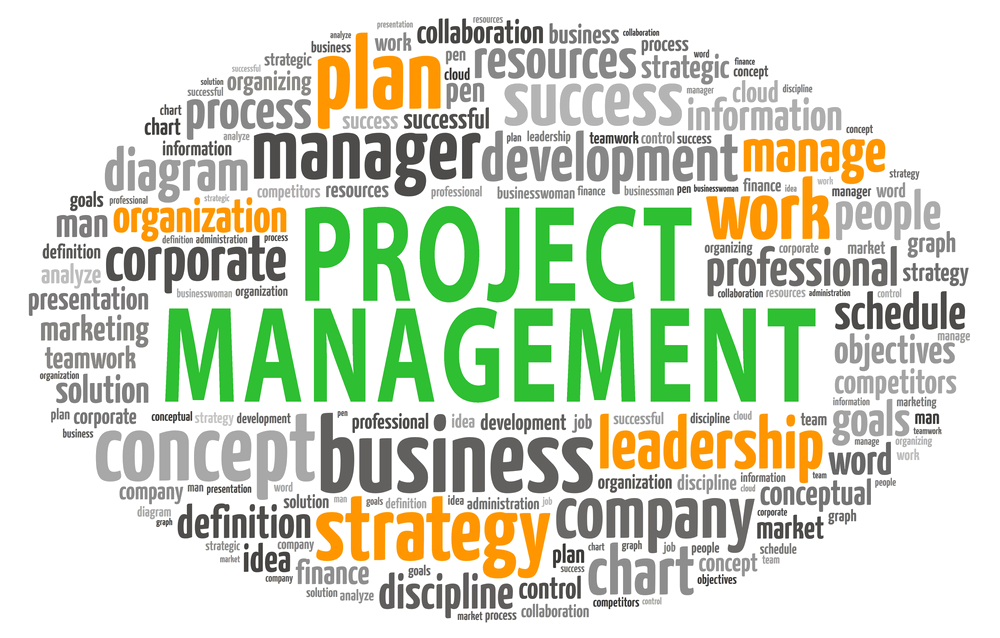 resources
presentation
analyze collaboration business collaboration
business work process
strategic plan pen resources word
successful cloud strategic finance
solution organizing pen concept
successful success manager cloud discipline
chart process success successful information
chart analyze manager plan leadership teamwork control success concept
information development manage
diagram competitors resources professional businesswoman finance businessman pen businesswoman finance idea work strategy
goals professional strategic manager word
man organization PROJECT work people
definition definition administration process organizing corporate market graph
analyze corporate professional strategy
presentation businesswoman organization collaboration resources administration control
marketing MANAGEMENT schedule
teamwork manage
organization objectives
solution competitors
plan corporate conceptual strategy development pen professional idea development job successful discipline cloud team information marketing
business goals man
concept business leadership manage teamwork
organizing
word work
company man presentation word organization discipline cloud information team people
diagram solution man goals definition idea administration job conceptual
graph definition strategy company corporate graph
strategic company market
market idea plan chart graph job people schedule
company finance goals success chart concept team
solution analyze discipline control objectives
market process collaboration competitors control